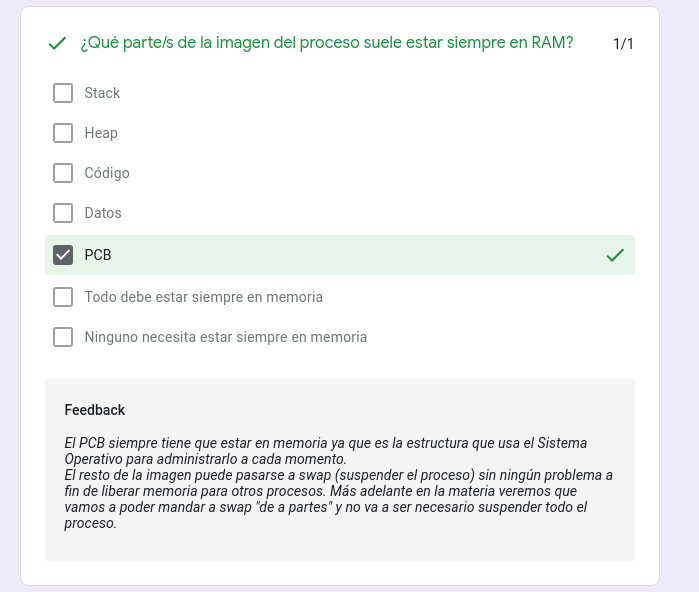 ¿Qué parte/s de la imagen del proceso suele estar siempre en RAM? 1/1
Stack
Heap
Código
Datos
PCB
Todo debe estar siempre en memoria
Ninguno necesita estar siempre en memoria
Feedback
El PCB siempre tiene que estar en memoria ya que es la estructura que usa el Sistema
Operativo para administrarlo a cada momento.
El resto de la imagen puede pasarse a swap (suspender el proceso) sin ningún problema a
fin de liberar memoria para otros procesos. Más adelante en la materia veremos que
vamos a poder mandar a swap "de a partes" y no va a ser necesario suspender todo el
proceso.